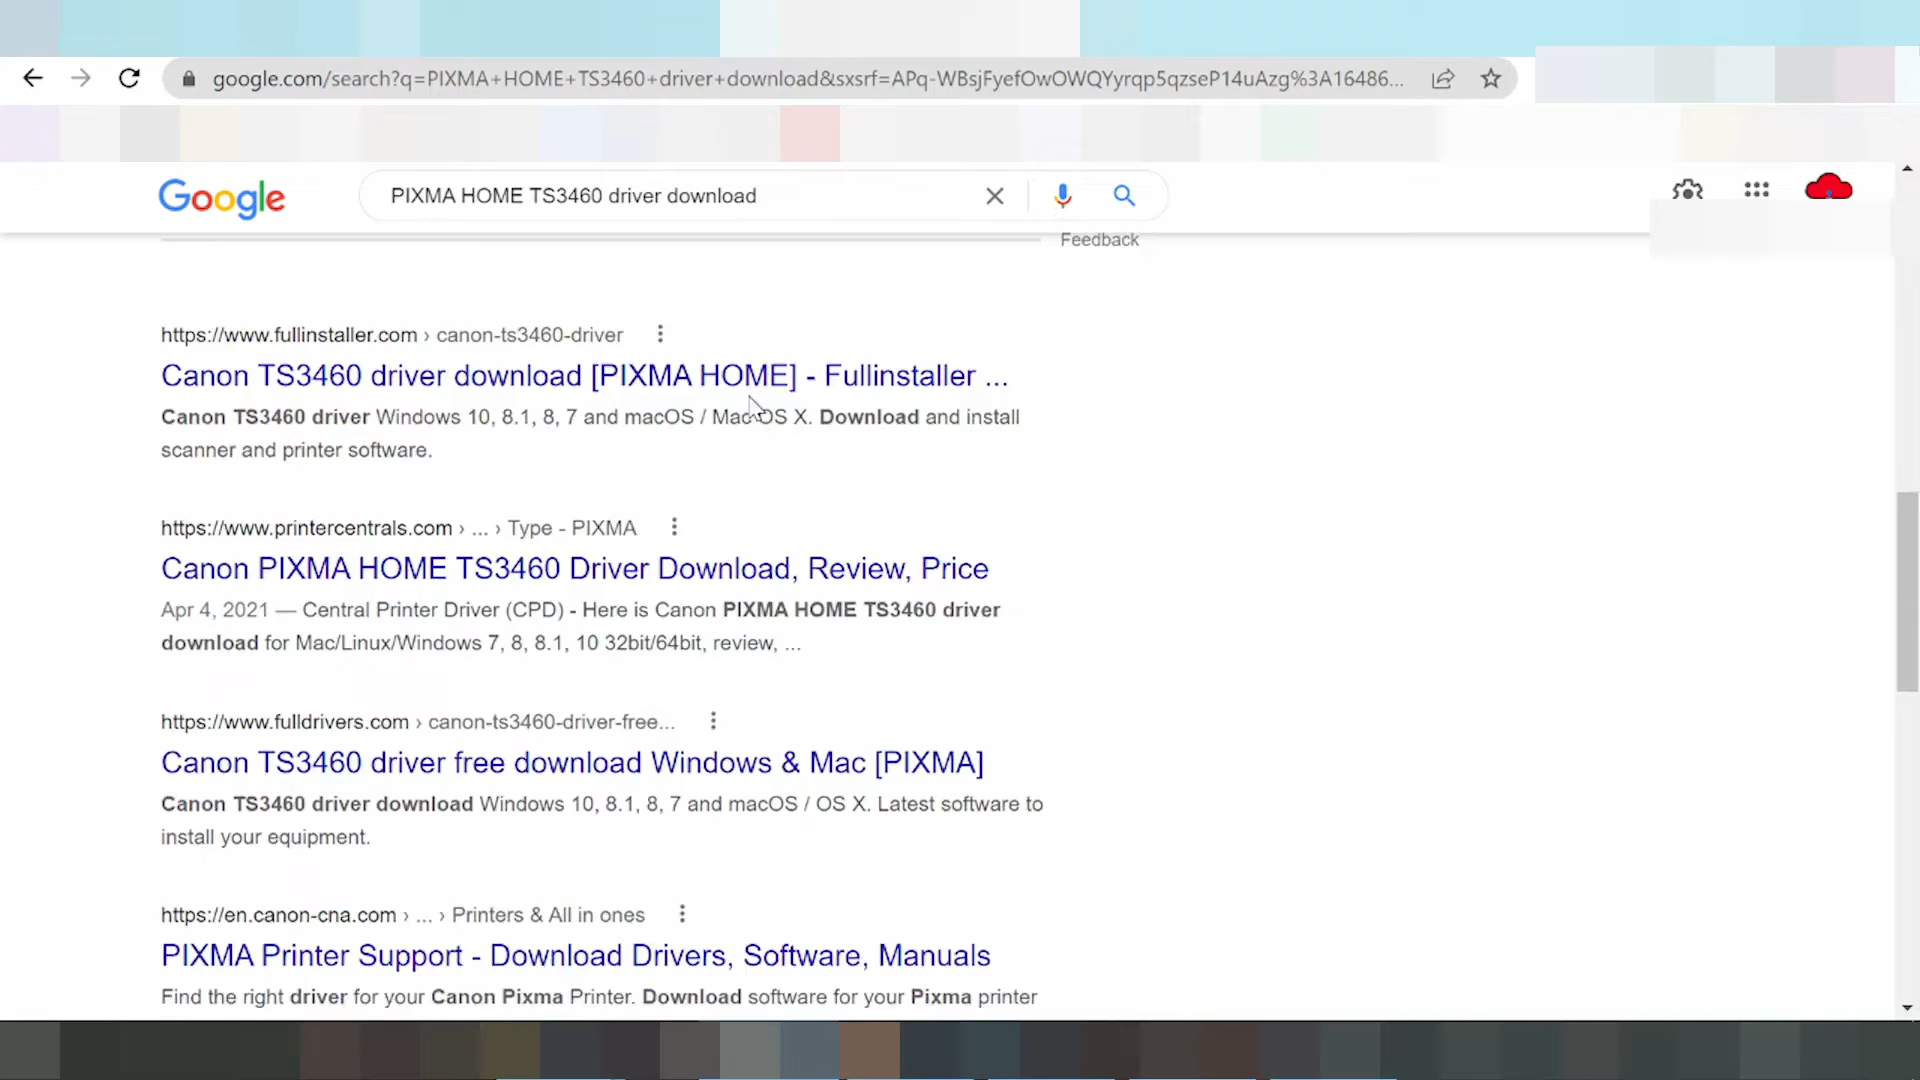 google.com/search?q=PIXMA+HOME+TS3460+driver+download&sxsrf=APq-WBsjFyefOwOWQYyrqp5qzseP14uAzg%3A16486...
Google
PIXMA HOME TS3460 driver download
Feedback
https://www.fullinstaller.com › canon-ts3460-driver
Canon TS3460 driver download [PIXMA HOME] - Fullinstaller ...
Canon TS3460 driver Windows 10, 8.1, 8, 7 and macOS / Mac OS X. Download and install
scanner and printer software.
https://www.printercentrals.com › ... › Type - PIXMA
Canon PIXMA HOME TS3460 Driver Download, Review, Price
Apr 4, 2021 — Central Printer Driver (CPD) - Here is Canon PIXMA HOME TS3460 driver
download for Mac/Linux/Windows 7, 8, 8.1, 10 32bit/64bit, review, ...
https://www.fulldrivers.com › canon-ts3460-driver-free...
Canon TS3460 driver free download Windows & Mac [PIXMA]
Canon TS3460 driver download Windows 10, 8.1, 8, 7 and macOS / OS X. Latest software to
install your equipment.
https://en.canon-cna.com › ... › Printers & All in ones
PIXMA Printer Support - Download Drivers, Software, Manuals
Find the right driver for your Canon Pixma Printer. Download software for your Pixma printer